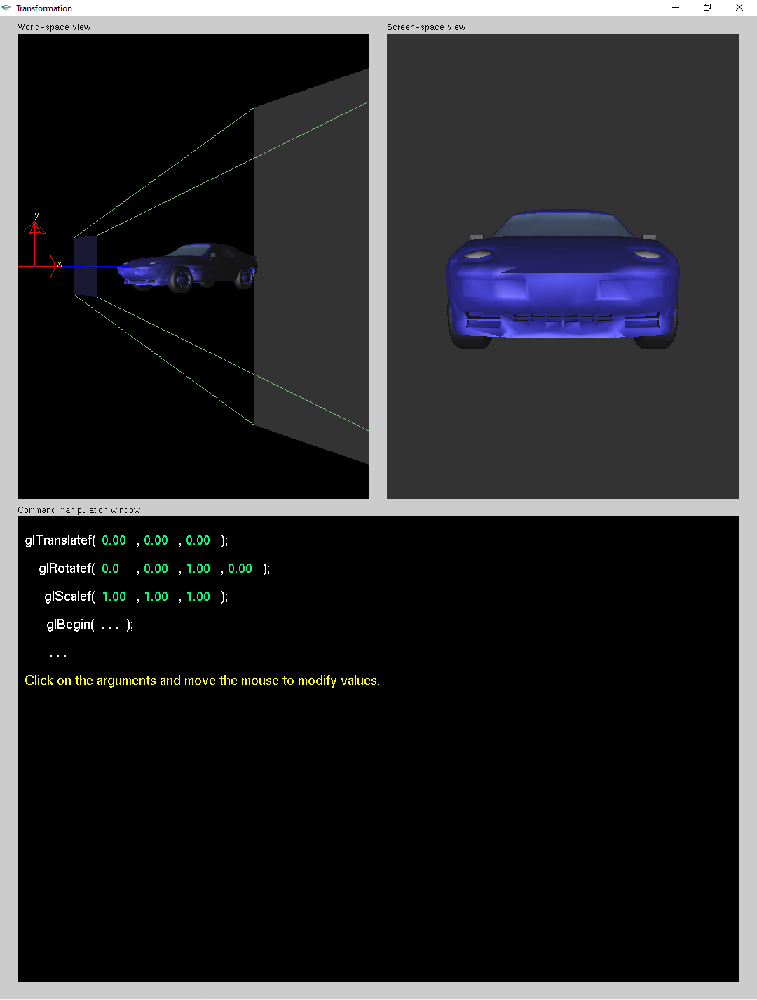 Transformation
World-space view
Screen-space view
y
x
Command manipulation window
glTranslatef( 0.00 , 0.00 , 0.00 );
glRotatef( 0.0 , 0.00 , 1.00 , 0.00 );
glScalef( 1.00 , 1.00 , 1.00 );
glBegin( . . . );
. . .
Click on the arguments and move the mouse to modify values.